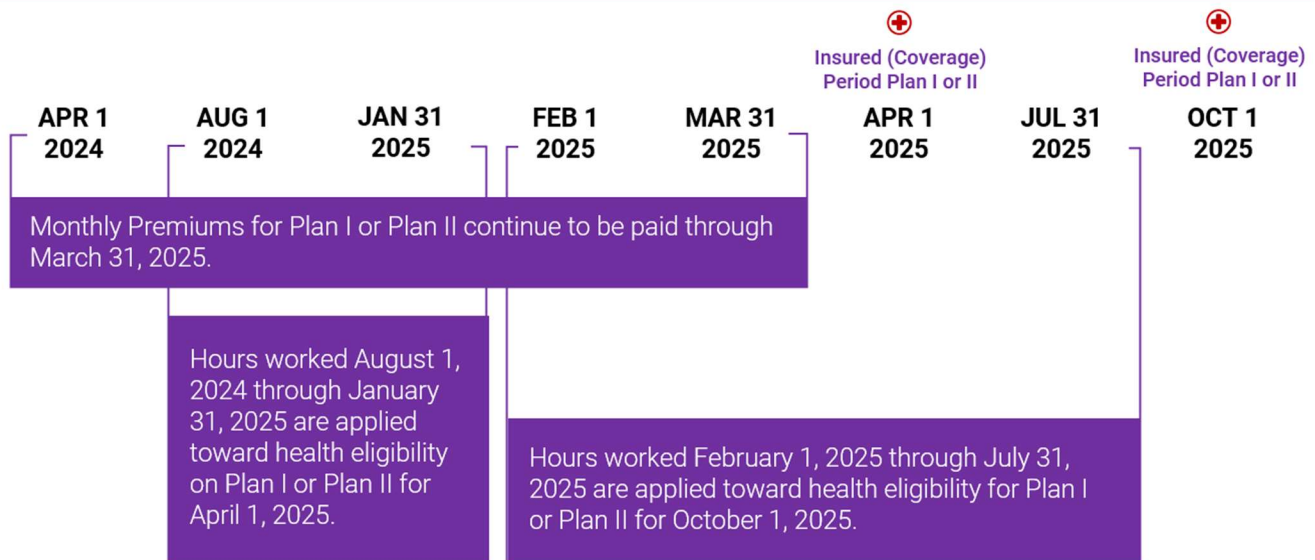 Insured (Coverage)
Period Plan I or II
Insured (Coverage)
Period Plan I or II
APR 1
2024
AUG 1
2024
JAN 31
2025
FEB 1
2025
MAR 31
2025
APR 1
2025
JUL 31
2025
OCT 1
2025
Monthly Premiums for Plan I or Plan II continue to be paid through
March 31, 2025.
Hours worked August 1,
2024 through January
31, 2025 are applied
toward health eligibility
on Plan I or Plan II for
April 1, 2025.
Hours worked February 1, 2025 through July 31,
2025 are applied toward health eligibility for Plan I
or Plan II for October 1, 2025.